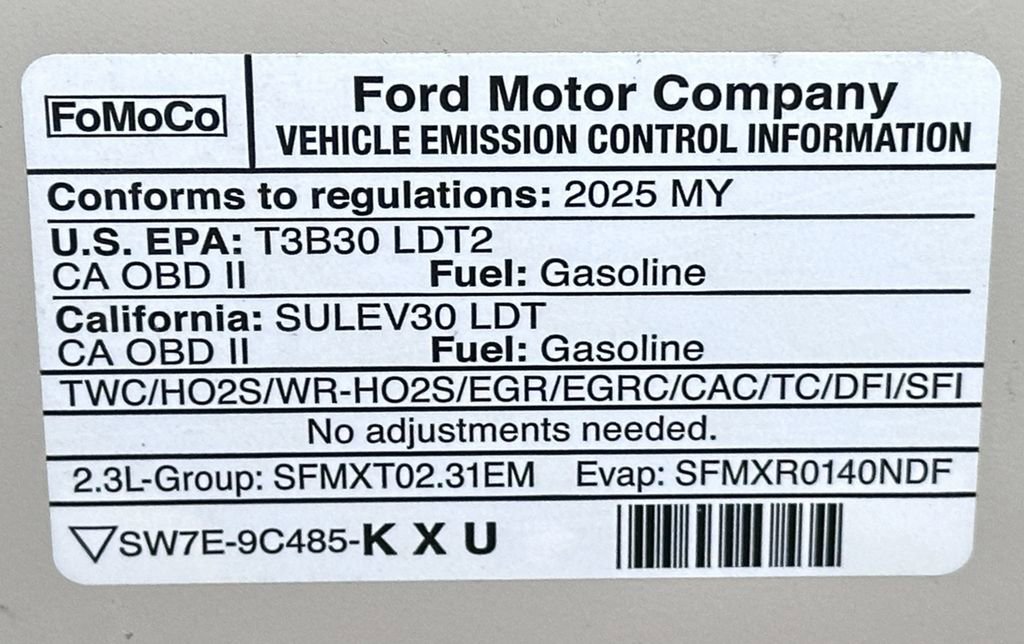 FoMoCo
Ford Motor Company
VEHICLE EMISSION CONTROL INFORMATION
Conforms to regulations: 2025 MY
U.S. EPA: T3B30 LDT2
CA OBD II Fuel: Gasoline
California: SULEV30 LDT
CA OBD II Fuel: Gasoline
TWC/HO2S/WR-HO2S/EGR/EGRC/CAC/TC/DFI/SFI
No adjustments needed.
2.3L-Group: SFMXT02.31EM Evap: SFMXR0140NDF
SW7E-9C485-K X U